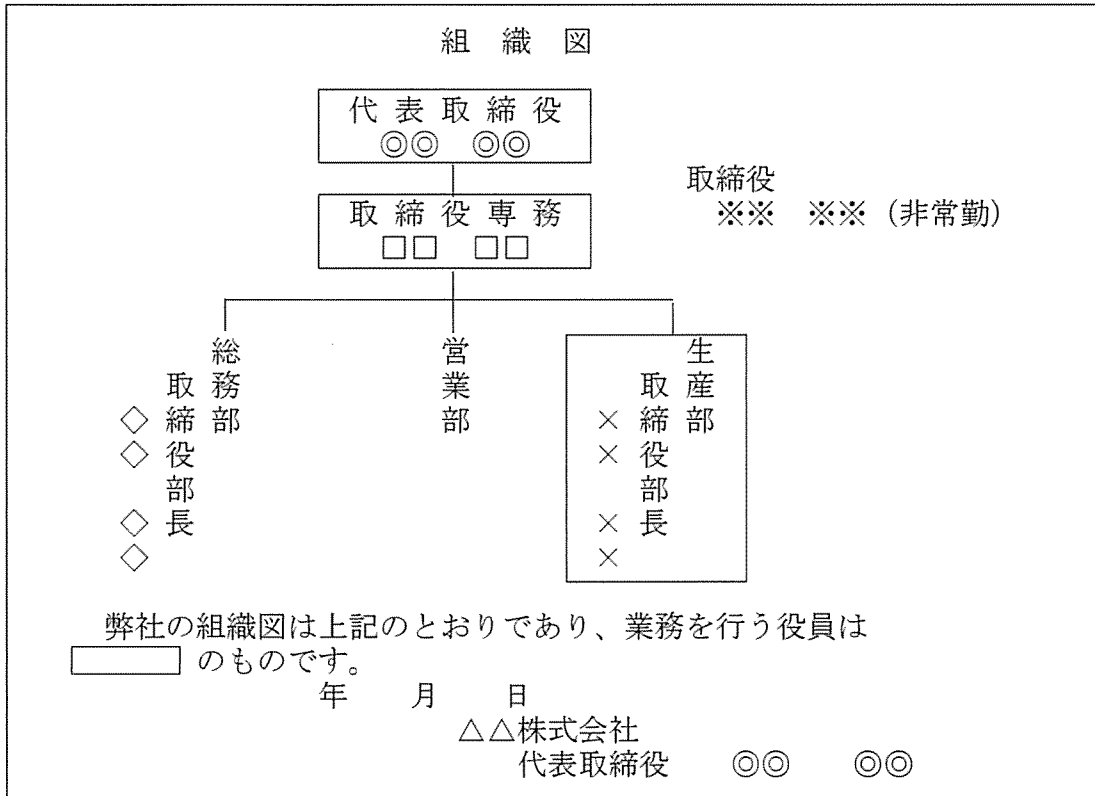 組織図
代表取締役
◎◎ ◎◎
取締役専務
□□ □□
取締役
※※ ※※ (非常勤)
総務部
取締役部長
◇◇ ◇◇
営業部
生産部
取締役部長
×× ××
弊社の組織図は上記のとおりであり、業務を行う役員は
のものです。
年 月 日
△△株式会社
代表取締役 ◎◎ ◎◎